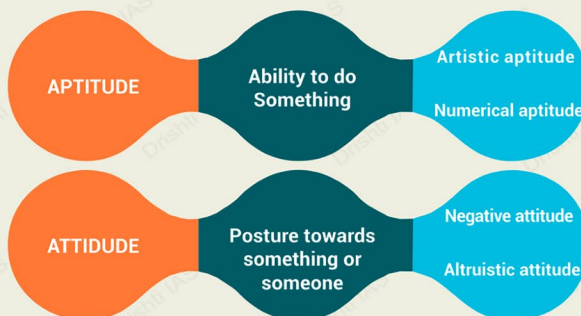 APTITUDE
Ability to do
Something
Artistic aptitude
Numerical aptitude
ATTIDUDE
Posture towards
something or
someone
Negative attitude
Altruistic attitude